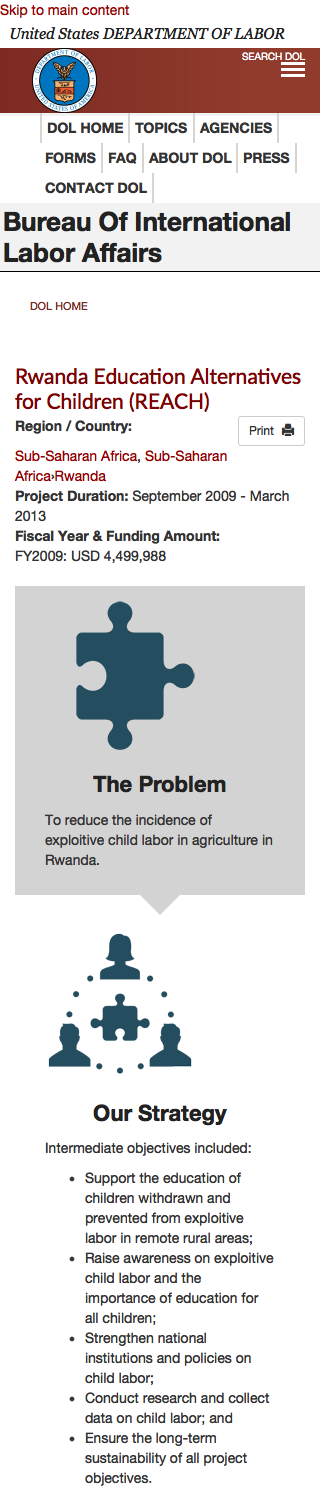 Skip to main content
United States DEPARTMENT OF LABOR
SEARCH DOL
DOL HOME
TOPICS
AGENCIES
FORMS
FAQ
ABOUT DOL
PRESS
CONTACT DOL
Bureau Of International
Labor Affairs
DOL HOME
Rwanda Education Alternatives
for Children (REACH)
Region / Country:
Print
Sub-Saharan Africa, Sub-Saharan
Africa›Rwanda
Project Duration: September 2009 - March
2013
Fiscal Year & Funding Amount:
FY2009: USD 4,499,988
The Problem
To reduce the incidence of
exploitive child labor in agriculture in
Rwanda.
Our Strategy
Intermediate objectives included:
• Support the education of
children withdrawn and
prevented from exploitive
labor in remote rural areas;
• Raise awareness on exploitive
child labor and the
importance of education for
all children;
• Strengthen national
institutions and policies on
child labor;
• Conduct research and collect
data on child labor; and
• Ensure the long-term
sustainability of all project
objectives.